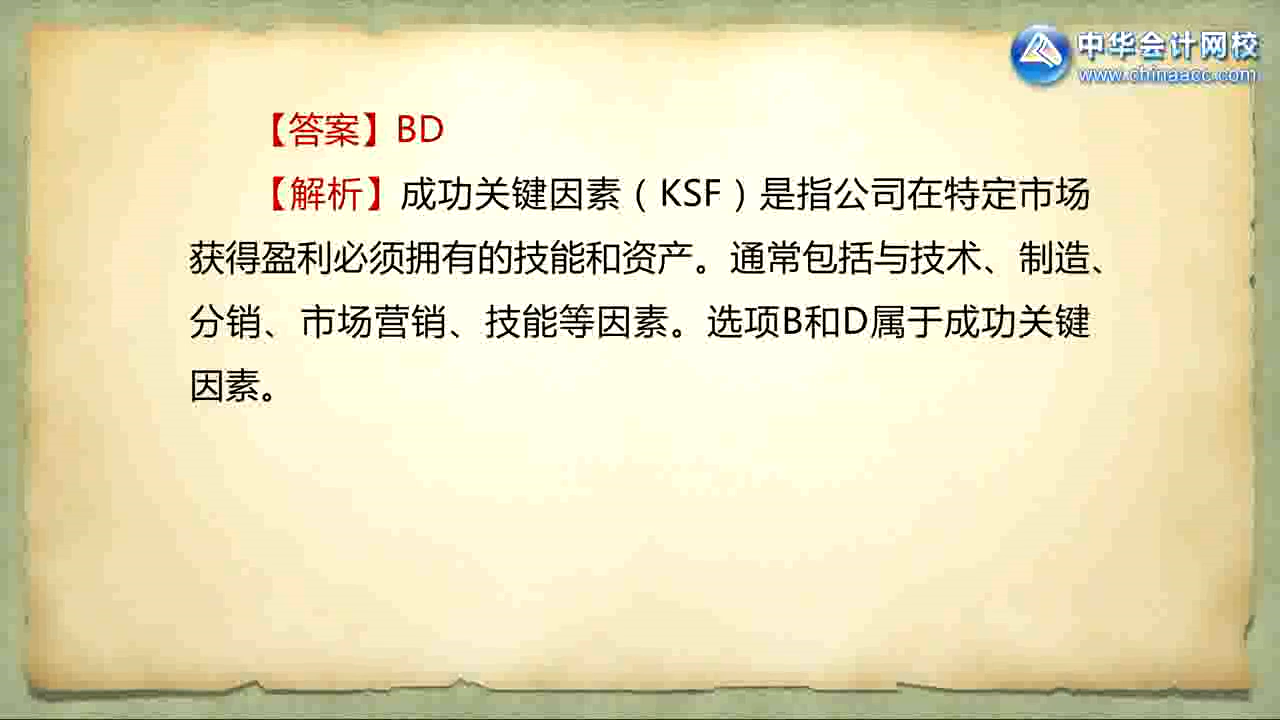 中华会计网校
www.chinaacc.com
【答案】BD
【解析】成功关键因素（KSF）是指公司在特定市场
获得盈利必须拥有的技能和资产。通常包括与技术、制造、
分销、市场营销、技能等因素。选项B和D属于成功关键
因素。